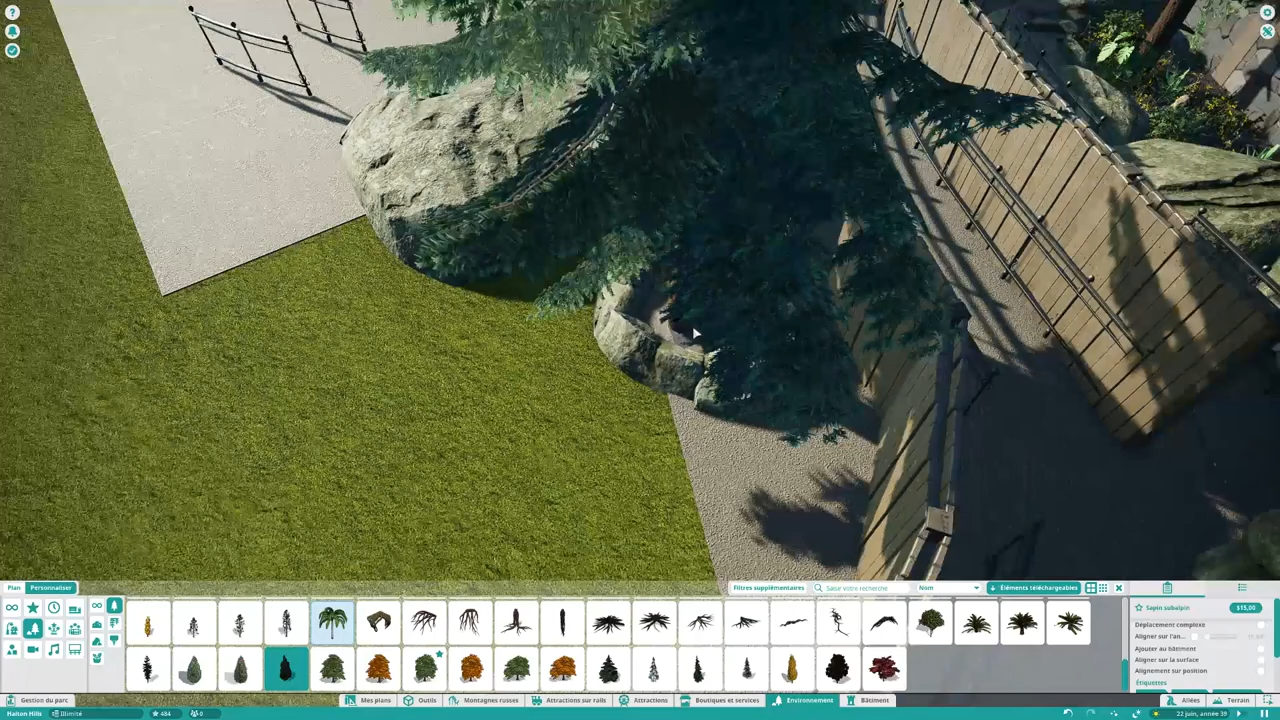 Plan Personnaliser
Filtres supplémentaires Saisir votre recherche Nom Éléments téléchargeables
Sapin subalpin $15,00
Déplacement complexe
Aligner sur l'an...
Ajouter au bâtiment
Aligner sur la surface
Alignement sur position
Étiquettes
Gestion du parc Mes plans Outils Montagnes russes Attractions sur rails Attractions Boutiques et services Environnement Bâtiment Allées Terrain
Halton Hills Illimité 484 0 22 juin, année 39